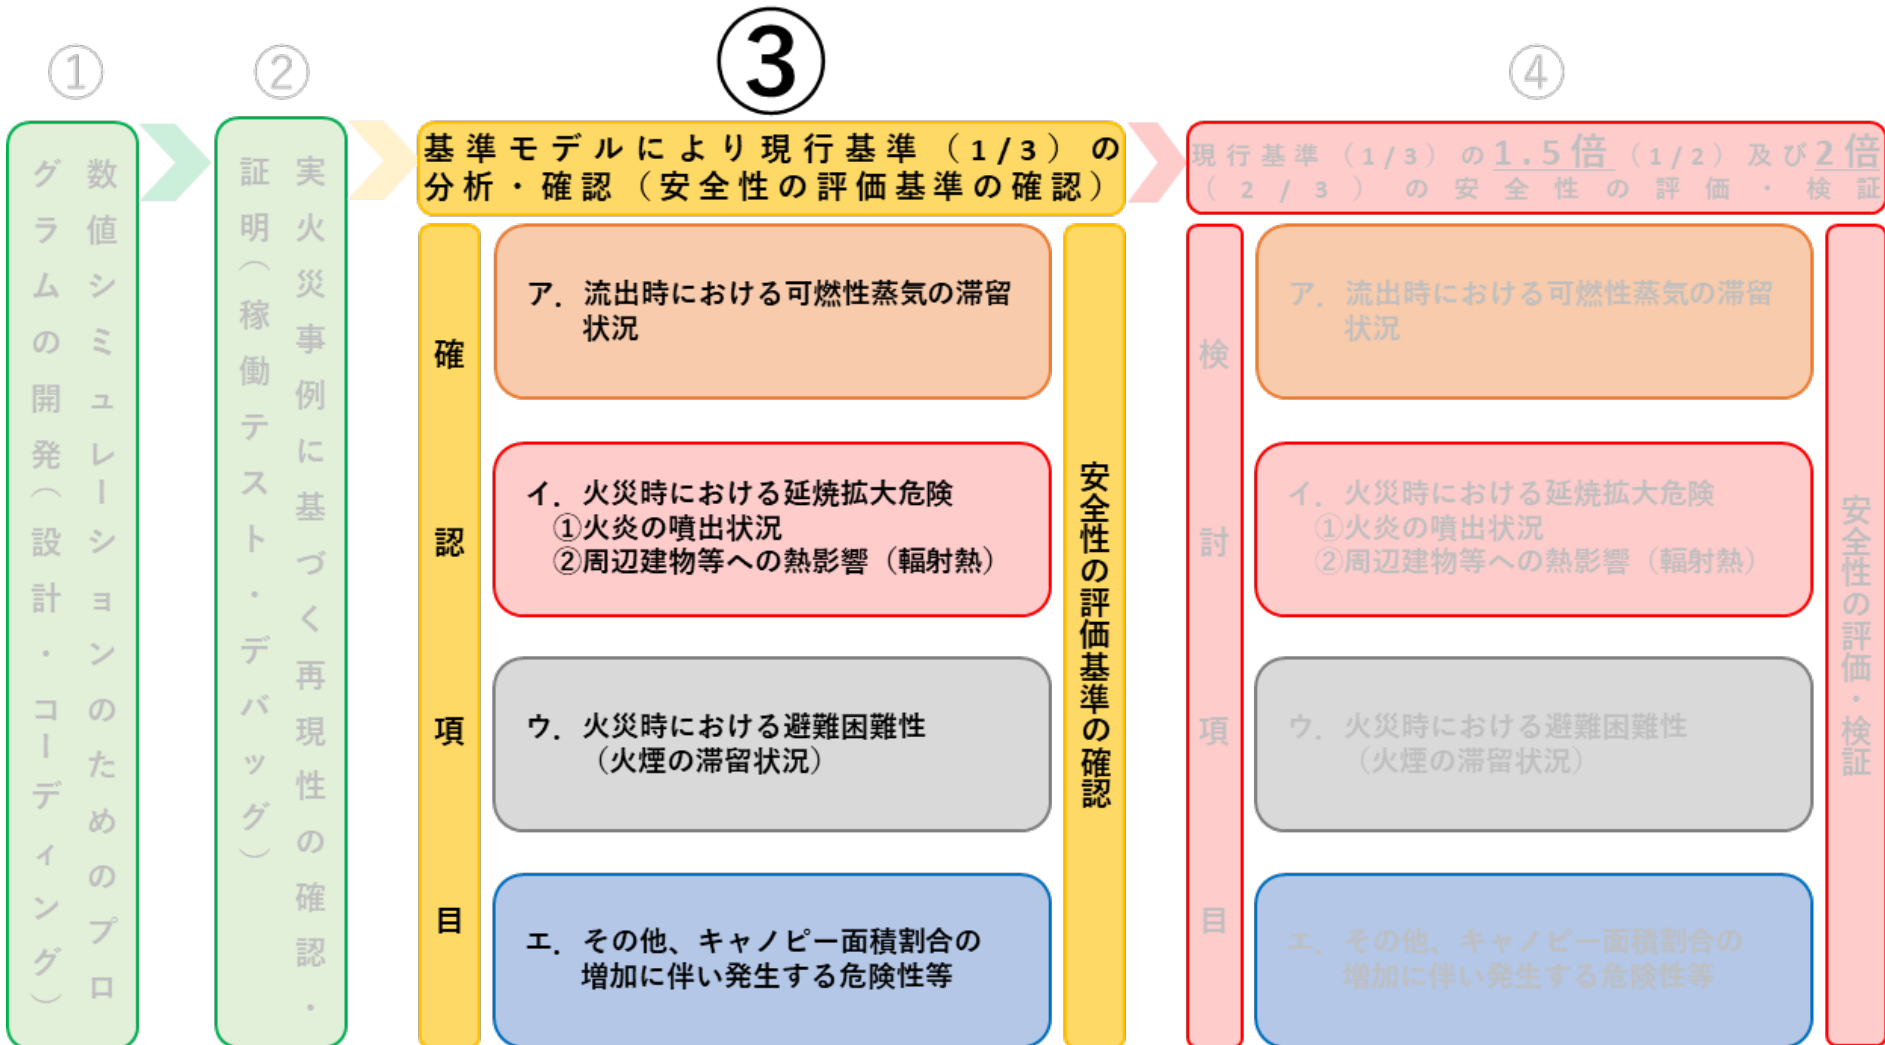 ①
数値シミュレーションのためのプロ
グラムの開発（設計・コーディング）
②
実火災事例に基づく再現性の確認・
証明（稼働テスト・デバッグ）
③
基準モデルにより現行基準（1/3）の
分析・確認（安全性の評価基準の確認）
確認項目
ア．流出時における可燃性蒸気の滞留
状況
イ．火災時における延焼拡大危険
①火炎の噴出状況
②周辺建物等への熱影響（輻射熱）
ウ．火災時における避難困難性
（火煙の滞留状況）
エ．その他、キャノピー面積割合の
増加に伴い発生する危険性等
安全性の評価基準の確認
④
現行基準（1/3）の1.5倍（1/2）及び2倍
（2/3）の安全性の評価・検証
検討項目
ア．流出時における可燃性蒸気の滞留
状況
イ．火災時における延焼拡大危険
①火炎の噴出状況
②周辺建物等への熱影響（輻射熱）
ウ．火災時における避難困難性
（火煙の滞留状況）
エ．その他、キャノピー面積割合の
増加に伴い発生する危険性等
安全性の評価・検証